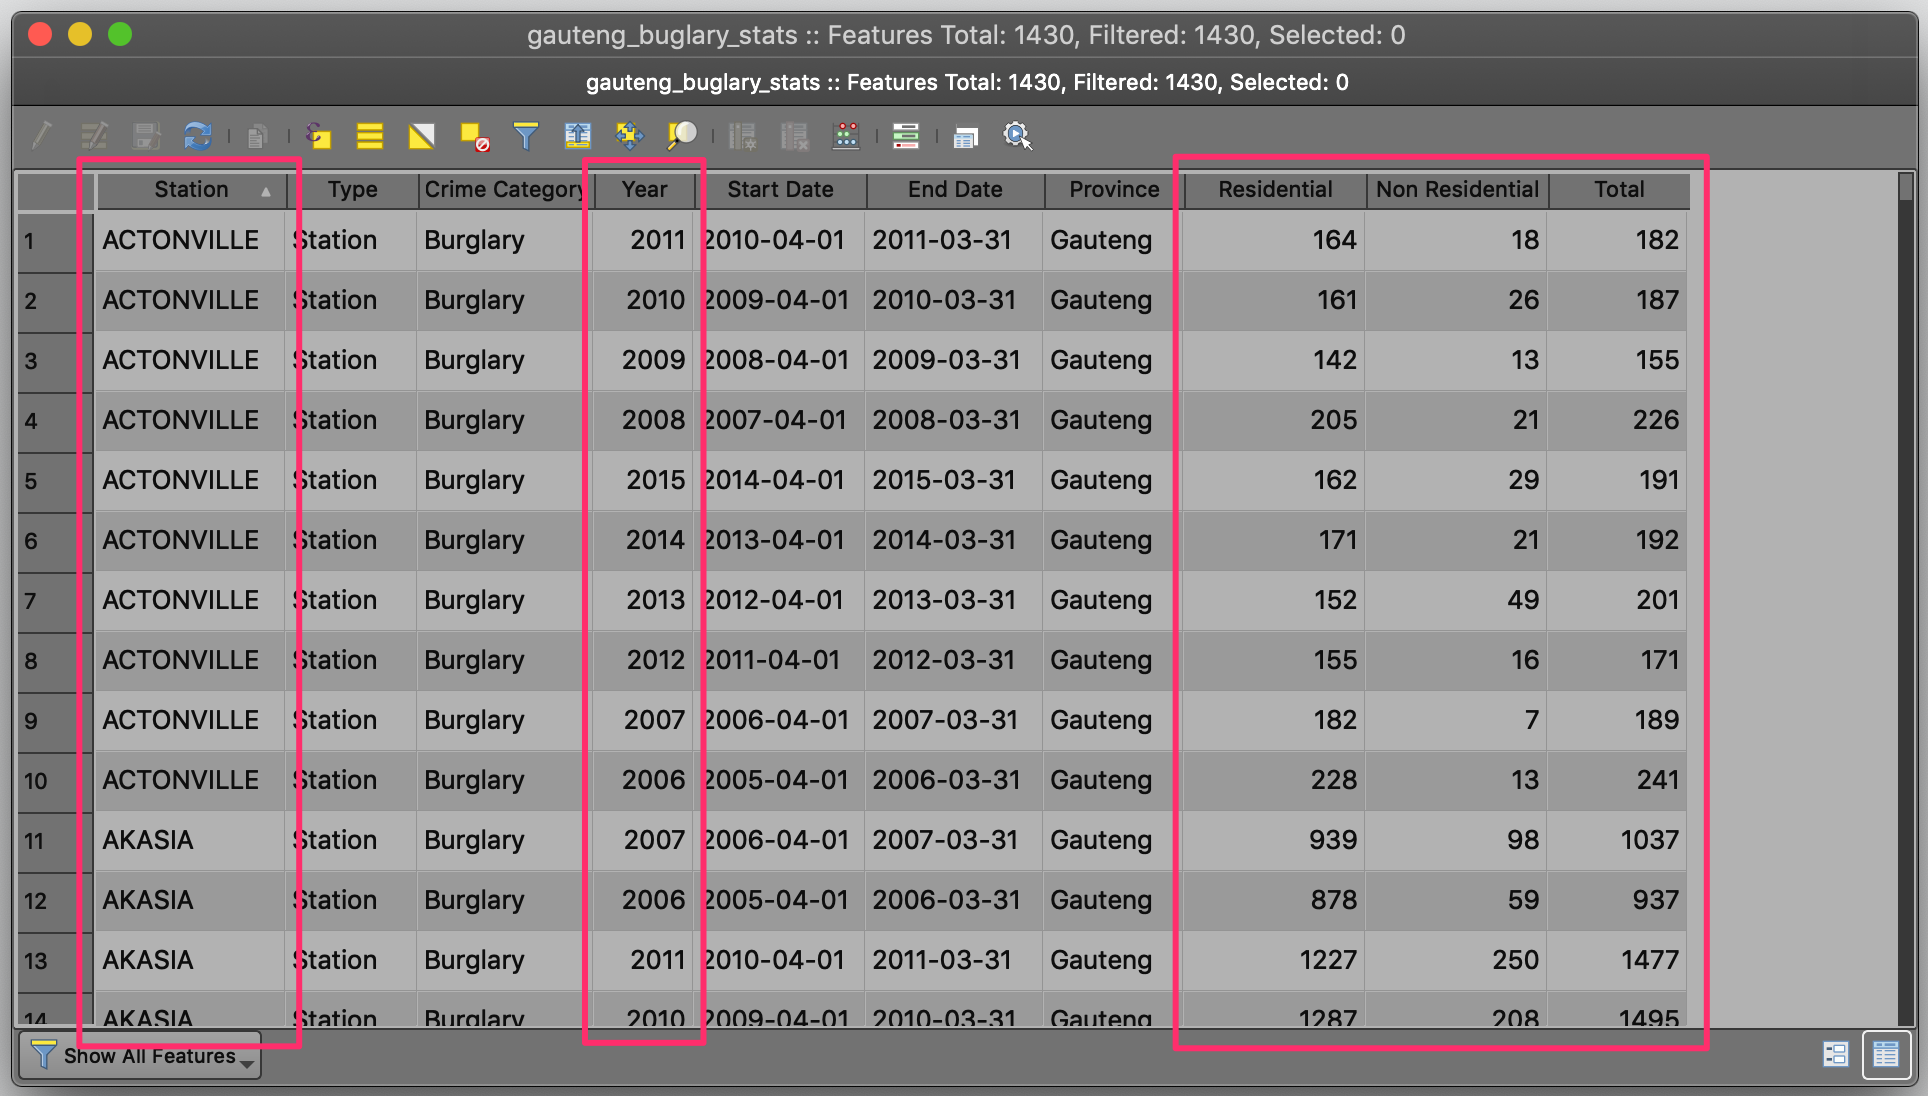 gauteng_buglary_stats :: Features Total: 1430, Filtered: 1430, Selected: 0
gauteng_buglary_stats :: Features Total: 1430, Filtered: 1430, Selected: 0
Station Type Crime Category Year Start Date End Date Province Residential Non Residential Total
1 ACTONVILLE Station Burglary 2011 2010-04-01 2011-03-31 Gauteng 164 18 182
2 ACTONVILLE Station Burglary 2010 2009-04-01 2010-03-31 Gauteng 161 26 187
3 ACTONVILLE Station Burglary 2009 2008-04-01 2009-03-31 Gauteng 142 13 155
4 ACTONVILLE Station Burglary 2008 2007-04-01 2008-03-31 Gauteng 205 21 226
5 ACTONVILLE Station Burglary 2015 2014-04-01 2015-03-31 Gauteng 162 29 191
6 ACTONVILLE Station Burglary 2014 2013-04-01 2014-03-31 Gauteng 171 21 192
7 ACTONVILLE Station Burglary 2013 2012-04-01 2013-03-31 Gauteng 152 49 201
8 ACTONVILLE Station Burglary 2012 2011-04-01 2012-03-31 Gauteng 155 16 171
9 ACTONVILLE Station Burglary 2007 2006-04-01 2007-03-31 Gauteng 182 7 189
10 ACTONVILLE Station Burglary 2006 2005-04-01 2006-03-31 Gauteng 228 13 241
11 AKASIA Station Burglary 2007 2006-04-01 2007-03-31 Gauteng 939 98 1037
12 AKASIA Station Burglary 2006 2005-04-01 2006-03-31 Gauteng 878 59 937
13 AKASIA Station Burglary 2011 2010-04-01 2011-03-31 Gauteng 1227 250 1477
14 AKASIA Station Burglary 2010 2009-04-01 2010-03-31 Gauteng 1287 208 1495
Show All Features